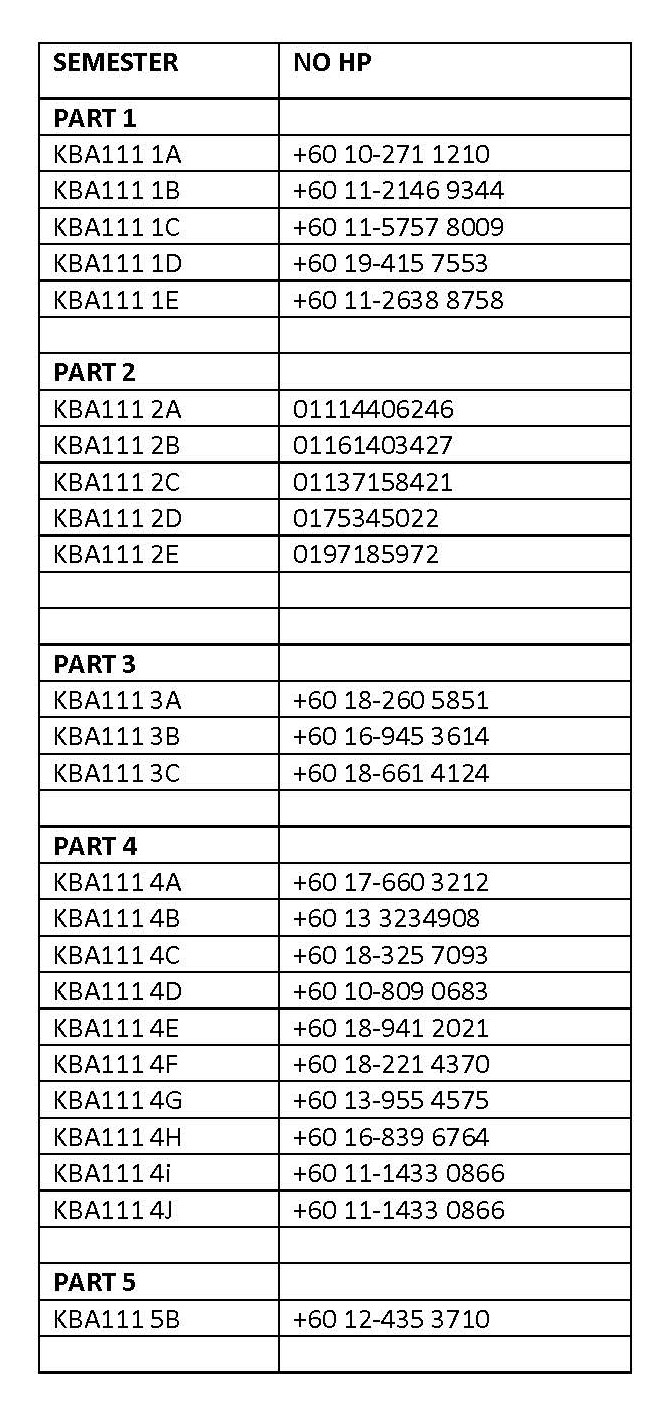 SEMESTER NO HP
PART 1
KBA111 1A +60 10-271 1210
KBA111 1B +60 11-2146 9344
KBA111 1C +60 11-5757 8009
KBA111 1D +60 19-415 7553
KBA111 1E +60 11-2638 8758
PART 2
KBA111 2A 01114406246
KBA111 2B 01161403427
KBA111 2C 01137158421
KBA111 2D 0175345022
KBA111 2E 0197185972
PART 3
KBA111 3A +60 18-260 5851
KBA111 3B +60 16-945 3614
KBA111 3C +60 18-661 4124
PART 4
KBA111 4A +60 17-660 3212
KBA111 4B +60 13 3234908
KBA111 4C +60 18-325 7093
KBA111 4D +60 10-809 0683
KBA111 4E +60 18-941 2021
KBA111 4F +60 18-221 4370
KBA111 4G +60 13-955 4575
KBA111 4H +60 16-839 6764
KBA111 4i +60 11-1433 0866
KBA111 4J +60 11-1433 0866
PART 5
KBA111 5B +60 12-435 3710